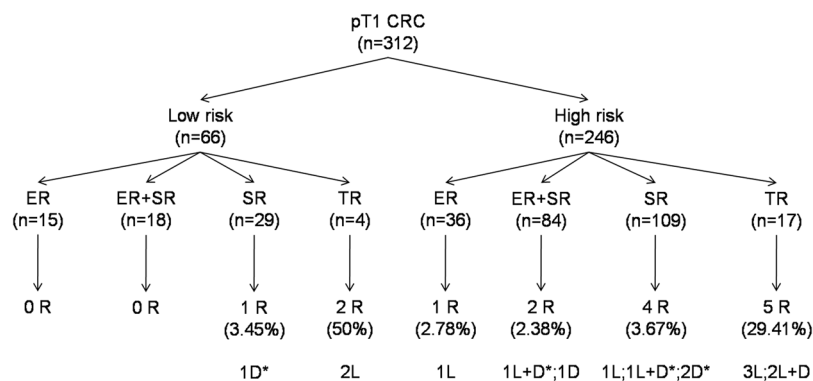 pT1 CRC
(n=312)
Low risk
(n=66)
High risk
(n=246)
ER
(n=15)
ER+SR
(n=18)
SR
(n=29)
TR
(n=4)
ER
(n=36)
ER+SR
(n=84)
SR
(n=109)
TR
(n=17)
0 R
0 R
1 R
(3.45%)
2 R
(50%)
1 R
(2.78%)
2 R
(2.38%)
4 R
(3.67%)
5 R
(29.41%)
1D*
2L
1L
1L+D*;1D
1L;1L+D*;2D*
3L;2L+D